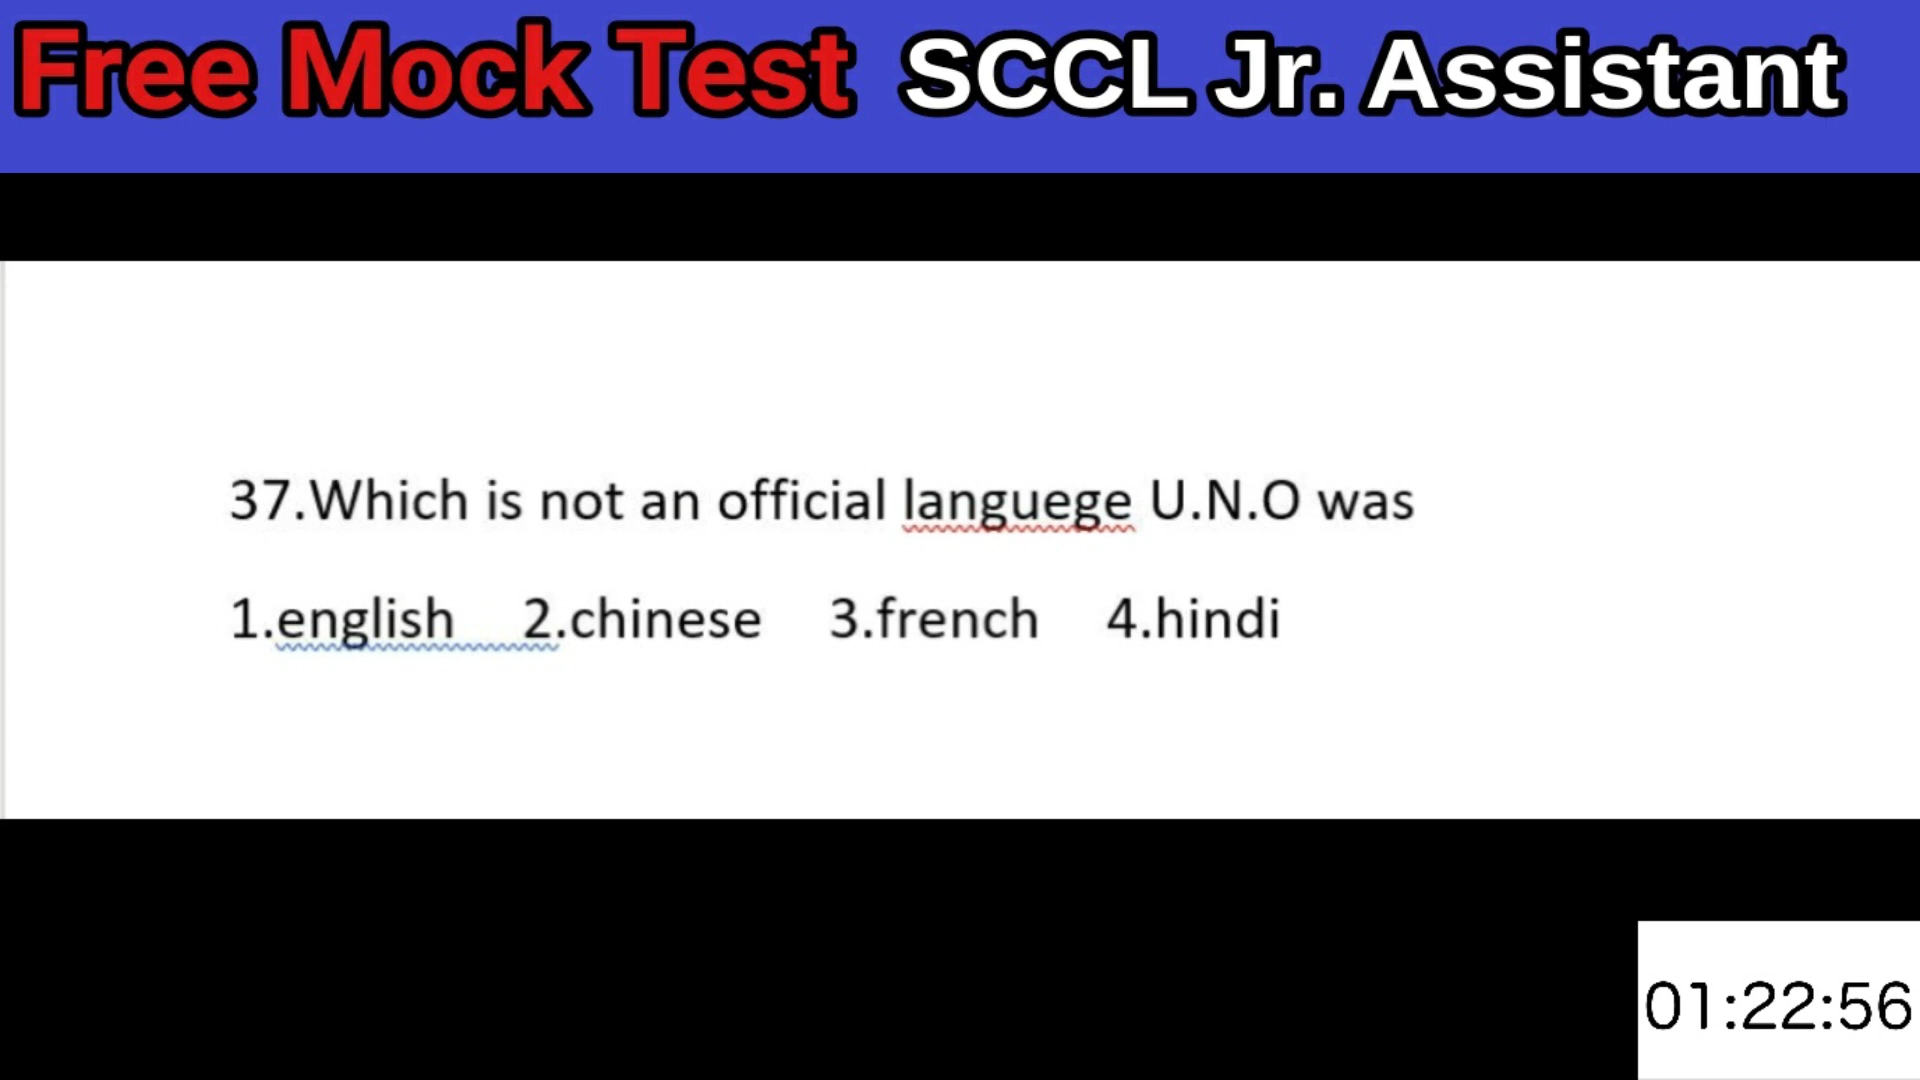 Free Mock Test SCCL Jr. Assistant
37.Which is not an official languege U.N.O was
1.english 2.chinese 3.french 4.hindi
01:22:56